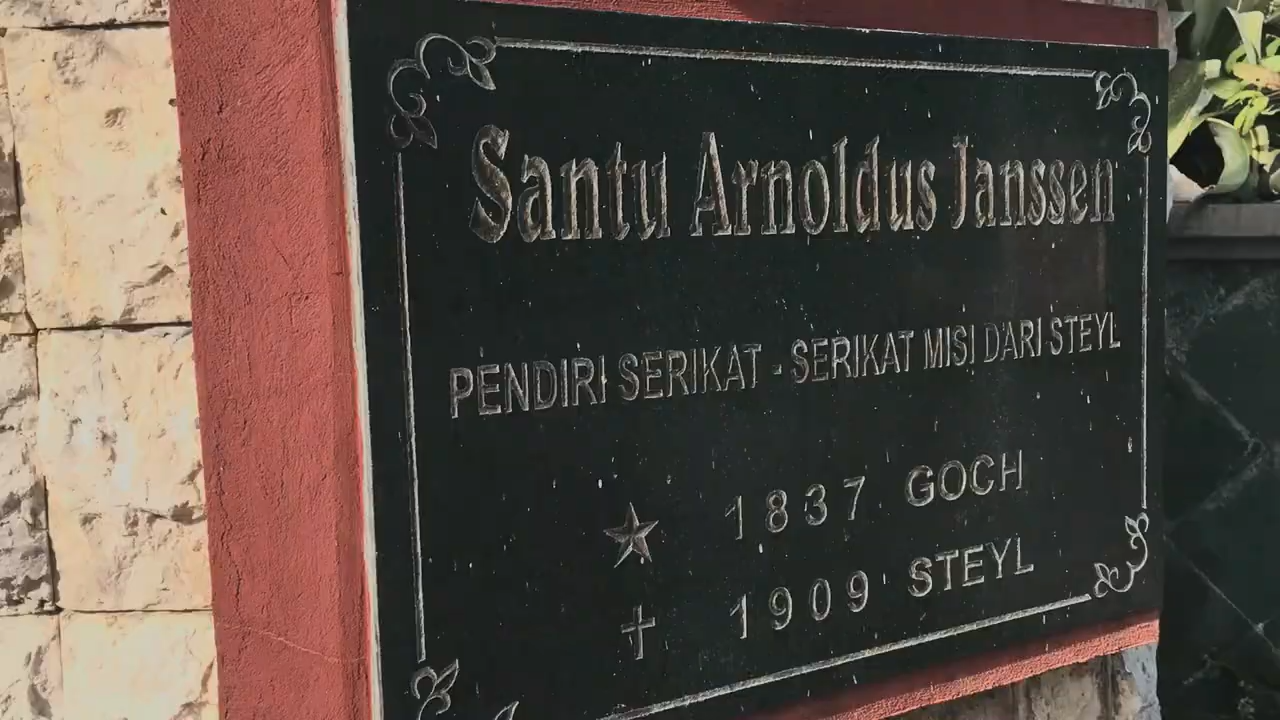 Santu Arnoldus Janssen
PENDIRI SERIKAT - SERIKAT MISI DARI STEYL
1837 GOCH
1909 STEYL